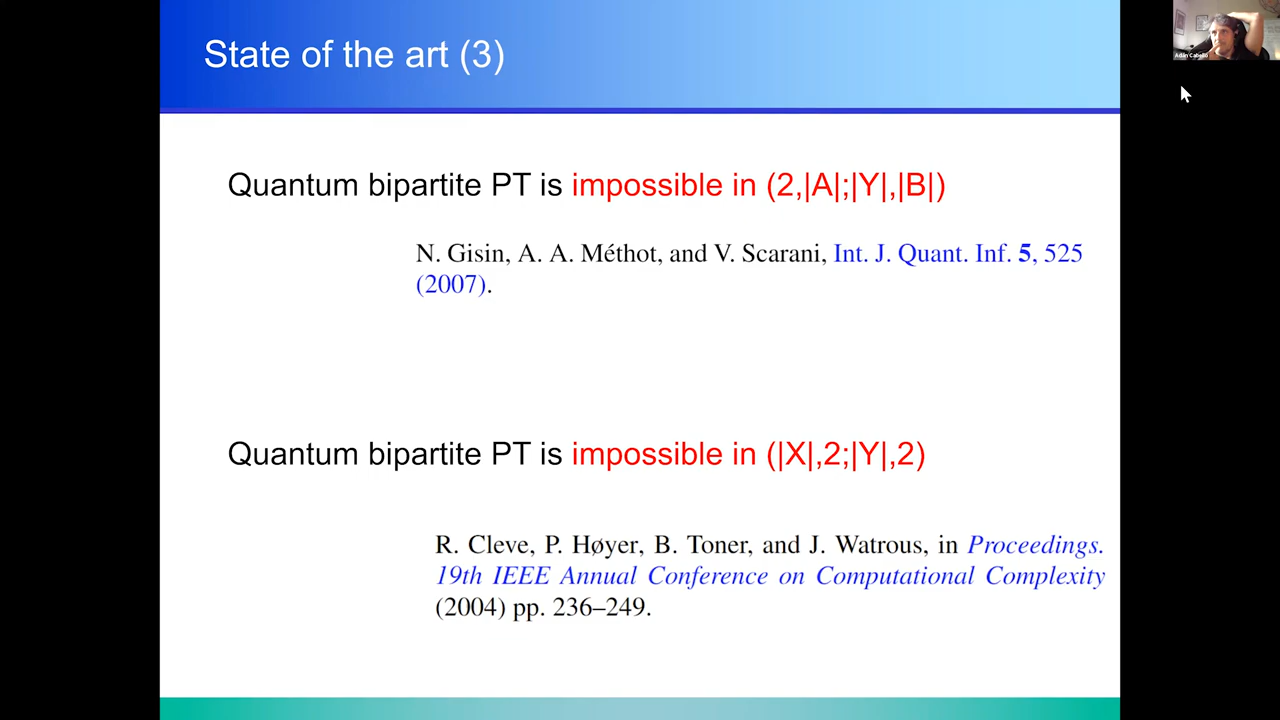 State of the art (3)
Adán Cabello
Quantum bipartite PT is impossible in (2,|A|;|Y|,|B|)
N. Gisin, A. A. Méthot, and V. Scarani, Int. J. Quant. Inf. 5, 525
(2007).
Quantum bipartite PT is impossible in (|X|,2;|Y|,2)
R. Cleve, P. Høyer, B. Toner, and J. Watrous, in Proceedings.
19th IEEE Annual Conference on Computational Complexity
(2004) pp. 236–249.